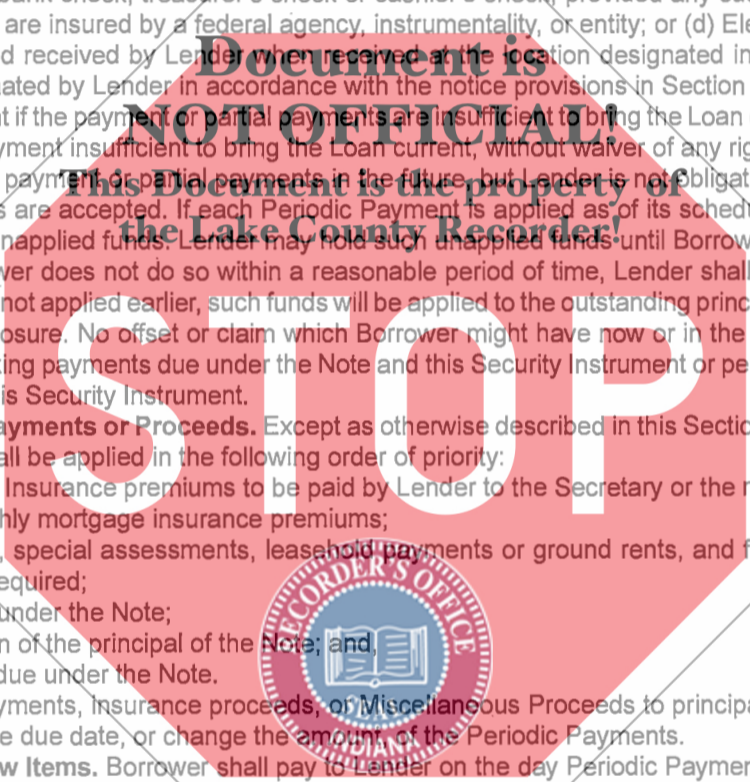 are insured by a federal agency, instrumentality, or entity; or (d) El
d received by Lender when received at the location designated in
Document is
ated by Lender in accordance with the notice provisions in Section
t if the payment or partial payments are insufficient to bring the Loan
NOT OFFICIAL!
yment insufficient to bring the Loan current, without waiver of any rig
payment or partial payments in the future, but Lender is not obligat
This Document is the property of
s are accepted. If each Periodic Payment is applied as of its sched
the Lake County Recorder!
napplied funds. Lender may hold such unapplied funds until Borrow
wer does not do so within a reasonable period of time, Lender shall
not applied earlier, such funds will be applied to the outstanding princ
osure. No offset or claim which Borrower might have now or in the
ing payments due under the Note and this Security Instrument or pe
is Security Instrument.
STOP
ayments or Proceeds. Except as otherwise described in this Sectio
all be applied in the following order of priority:
Insurance premiums to be paid by Lender to the Secretary or the
hly mortgage insurance premiums;
, special assessments, leasehold payments or ground rents, and f
equired;
under the Note;
n of the principal of the Note; and,
due under the Note.
RECORDER'S OFFICE
INDIANA
yments, insurance proceeds, or Miscellaneous Proceeds to principa
e due date, or change the amount of the Periodic Payments.
w Items. Borrower shall pay to Lender on the day Periodic Paymen